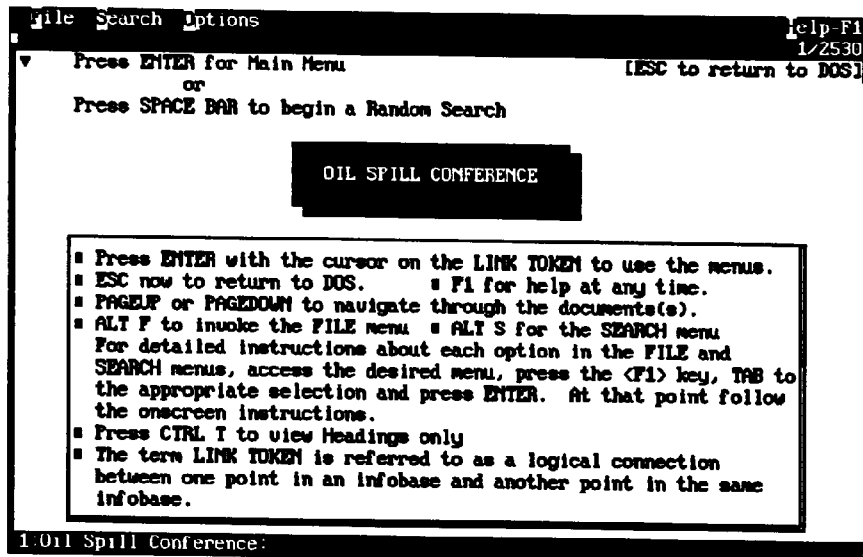 File Search Options Help-F1
1/2530
Press ENTER for Main Menu [ESC to return to DOS]
or
Press SPACE BAR to begin a Random Search
OIL SPILL CONFERENCE
▪ Press ENTER with the cursor on the LINK TOKEN to use the menus.
▪ ESC now to return to DOS. ▪ F1 for help at any time.
▪ PAGEUP or PAGEDOWN to navigate through the documents(s).
▪ ALT F to invoke the FILE menu ▪ ALT S for the SEARCH menu
For detailed instructions about each option in the FILE and
SEARCH menus, access the desired menu, press the <F1> key, TAB to
the appropriate selection and press ENTER. At that point follow
the onscreen instructions.
▪ Press CTRL T to view Headings only
▪ The term LINK TOKEN is referred to as a logical connection
between one point in an infobase and another point in the same
infobase.
1:Oil Spill Conference: